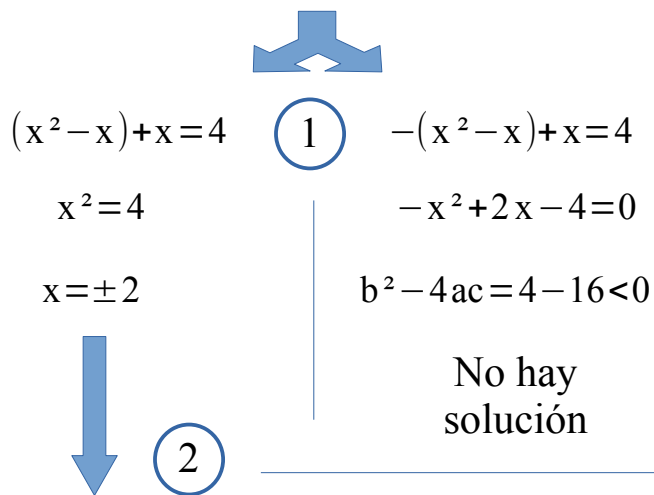 (x²−x)+x=4
1
−(x²−x)+x=4
x²=4
−x²+2x−4=0
x=±2
b²−4ac=4−16<0
No hay
solución
2